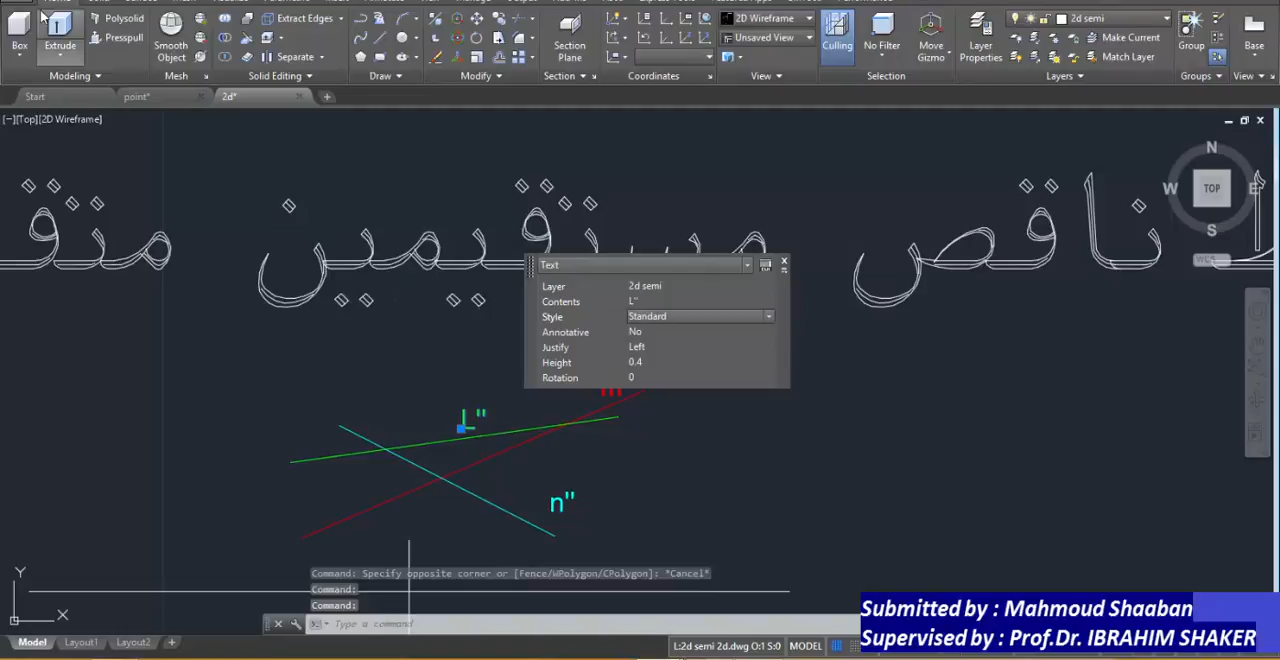 Polysolid
Presspull
Box
Extrude
Smooth
Object
Extract Edges
Separate
Section
Plane
2D Wireframe
Unsaved View
Culling
No Filter
Move
Gizmo
Layer
Properties
2d semi
Make Current
Match Layer
Group
Base
Modeling
Mesh
Solid Editing
Draw
Modify
Section
Coordinates
View
Selection
Layers
Groups
View
Start
point*
2d*
[−][Top][2D Wireframe]
N
W
TOP
E
S
WCS
ناقص مستقيمين
Text
Layer 2d semi
Contents L"
Style Standard
Annotative No
Justify Left
Height 0.4
Rotation 0
L"
n"
Command: Specify opposite corner or [Fence/WPolygon/CPolygon]: *Cancel*
Command:
Command:
Type a command
Y
X
Submitted by : Mahmoud Shaaban
Supervised by : Prof.Dr. IBRAHIM SHAKER
Model
Layout1
Layout2
L:2d semi 2d.dwg O:1 S:0
MODEL